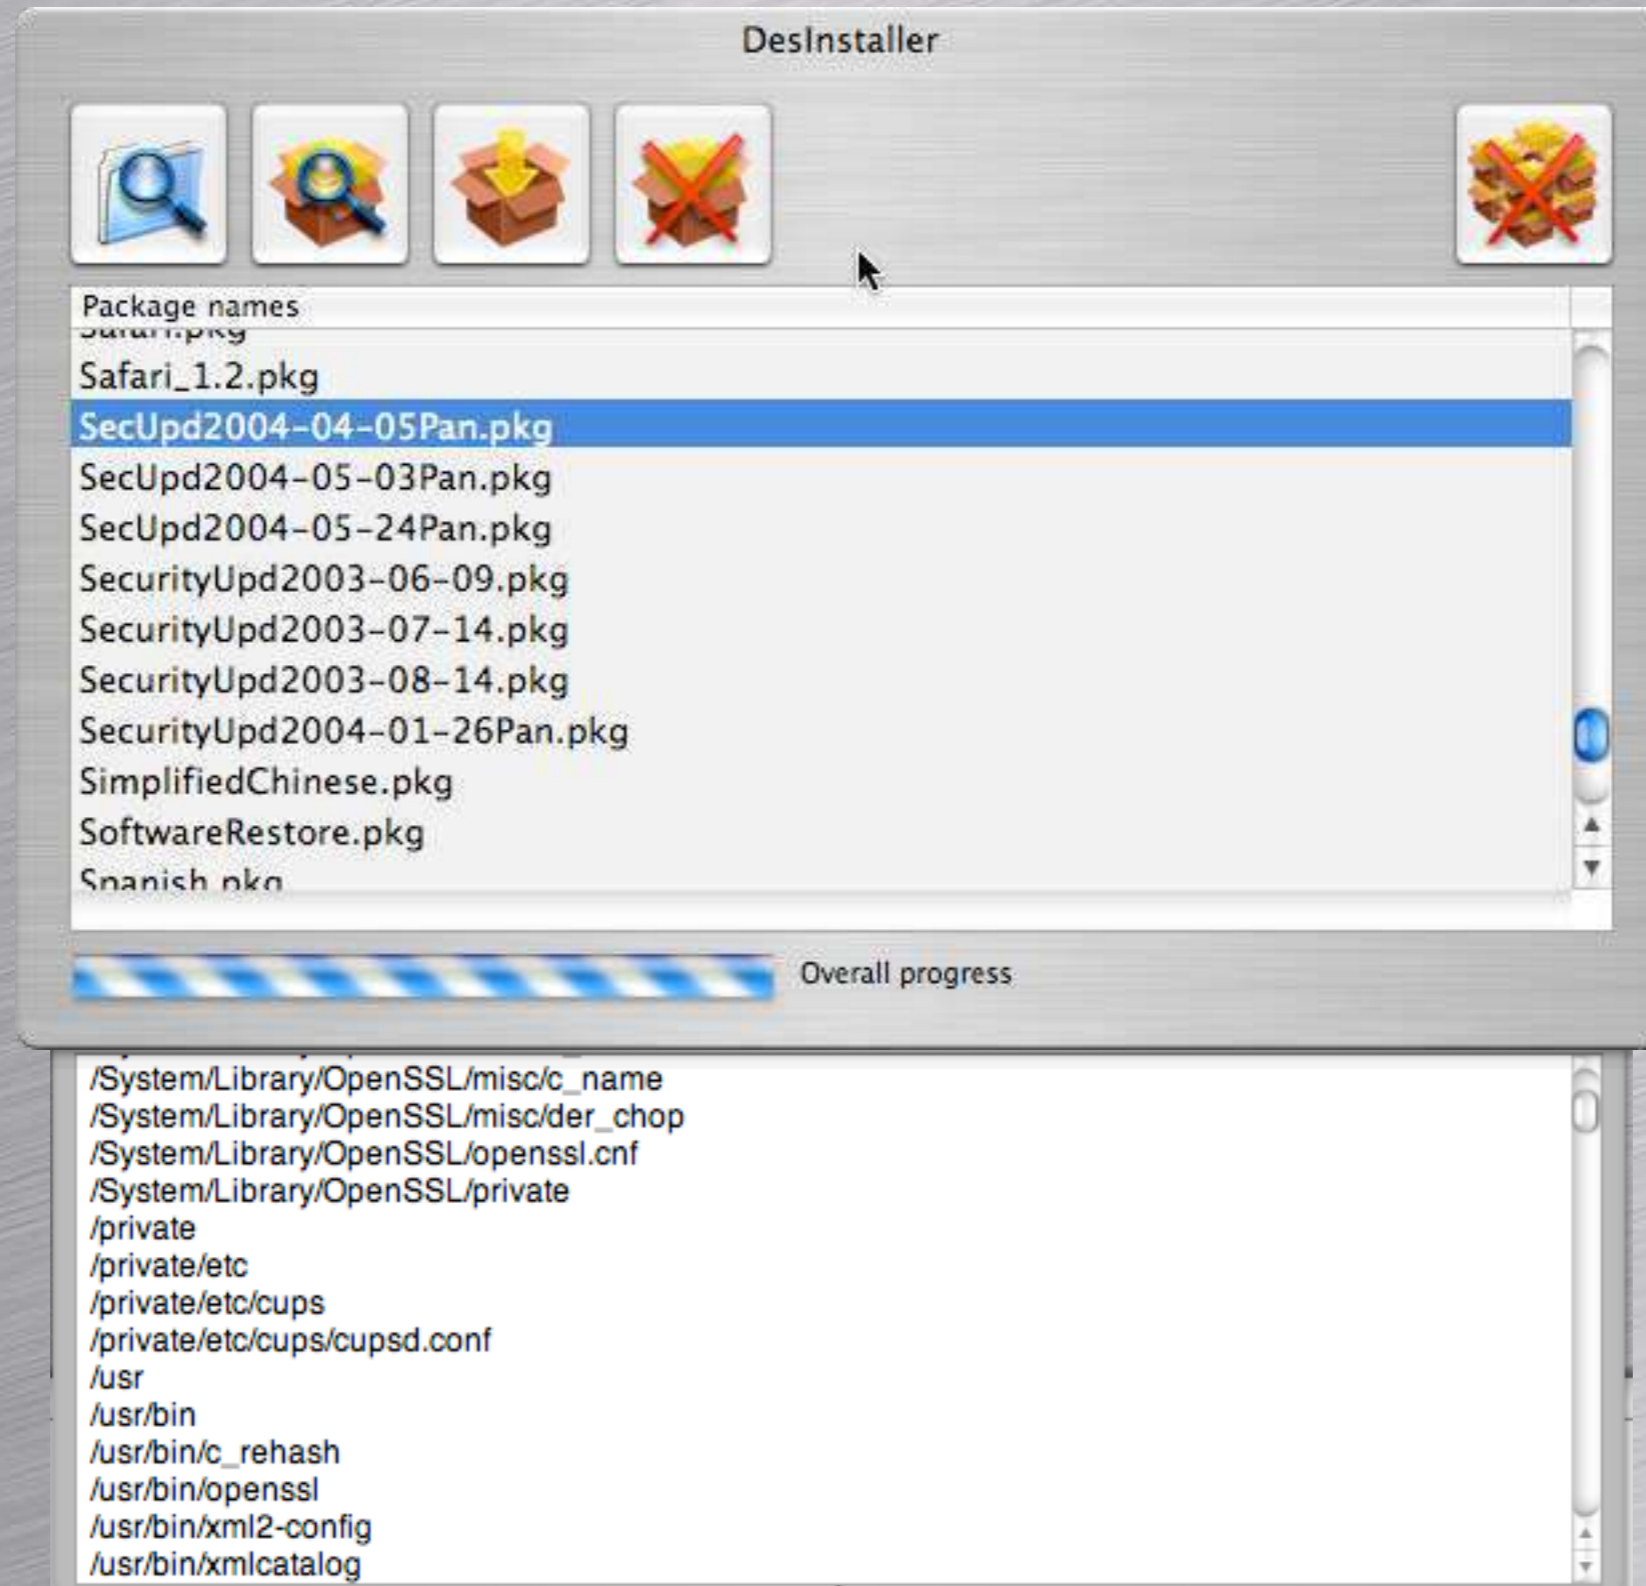 DesInstaller
Package names
Safari.pkg
Safari_1.2.pkg
SecUpd2004-04-05Pan.pkg
SecUpd2004-05-03Pan.pkg
SecUpd2004-05-24Pan.pkg
SecurityUpd2003-06-09.pkg
SecurityUpd2003-07-14.pkg
SecurityUpd2003-08-14.pkg
SecurityUpd2004-01-26Pan.pkg
SimplifiedChinese.pkg
SoftwareRestore.pkg
Spanish.pkg
Overall progress
/System/Library/OpenSSL/misc/c_name
/System/Library/OpenSSL/misc/der_chop
/System/Library/OpenSSL/openssl.cnf
/System/Library/OpenSSL/private
/private
/private/etc
/private/etc/cups
/private/etc/cups/cupsd.conf
/usr
/usr/bin
/usr/bin/c_rehash
/usr/bin/openssl
/usr/bin/xml2-config
/usr/bin/xmlcatalog